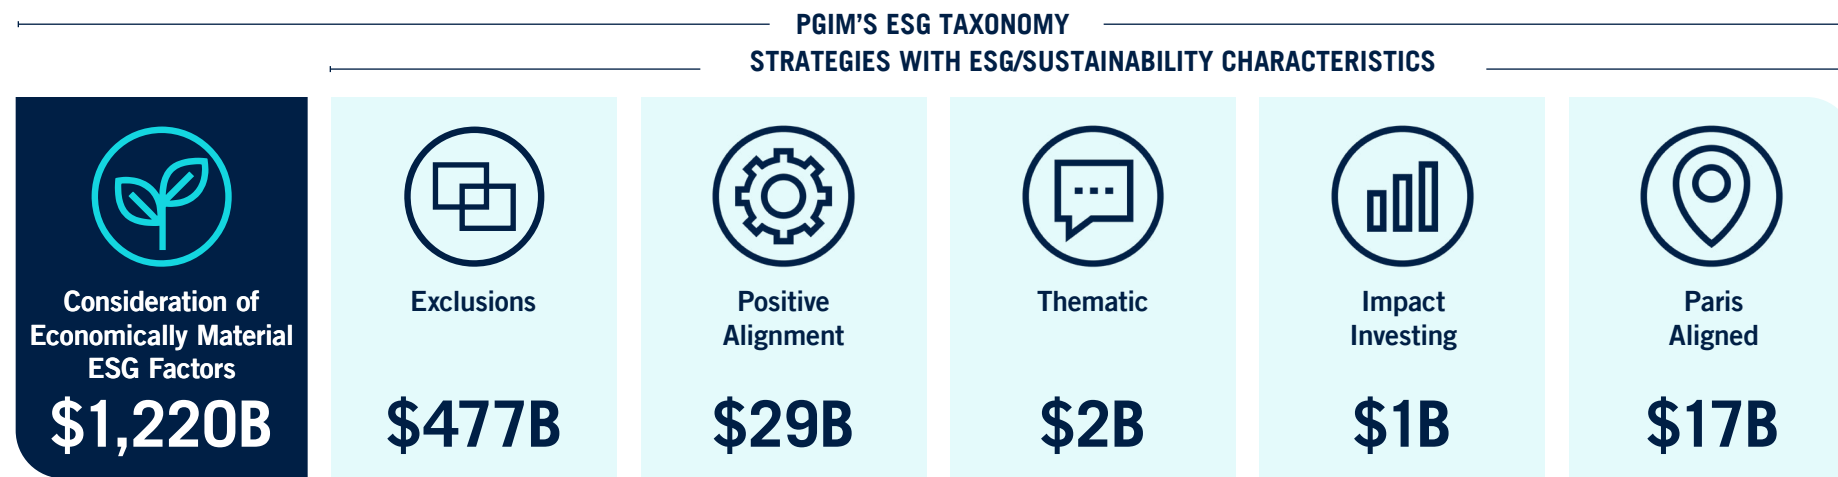 PGIM’S ESG TAXONOMY
STRATEGIES WITH ESG/SUSTAINABILITY CHARACTERISTICS
Consideration of
Economically Material
ESG Factors
$1,220B
Exclusions
$477B
Positive
Alignment
$29B
Thematic
$2B
Impact
Investing
$1B
Paris
Aligned
$17B